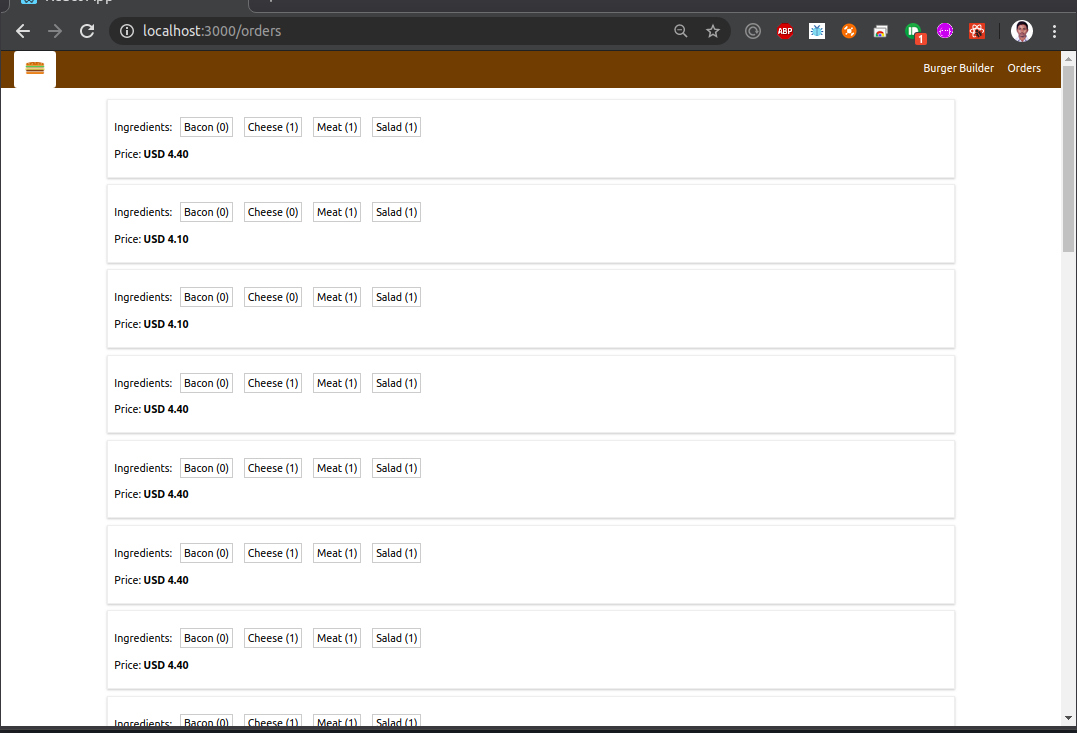 localhost:3000/orders
ABP
1
Burger Builder Orders
Ingredients: Bacon (0) Cheese (1) Meat (1) Salad (1)
Price: USD 4.40
Ingredients: Bacon (0) Cheese (0) Meat (1) Salad (1)
Price: USD 4.10
Ingredients: Bacon (0) Cheese (0) Meat (1) Salad (1)
Price: USD 4.10
Ingredients: Bacon (0) Cheese (1) Meat (1) Salad (1)
Price: USD 4.40
Ingredients: Bacon (0) Cheese (1) Meat (1) Salad (1)
Price: USD 4.40
Ingredients: Bacon (0) Cheese (1) Meat (1) Salad (1)
Price: USD 4.40
Ingredients: Bacon (0) Cheese (1) Meat (1) Salad (1)
Price: USD 4.40
Ingredients: Bacon (0) Cheese (1) Meat (1) Salad (1)